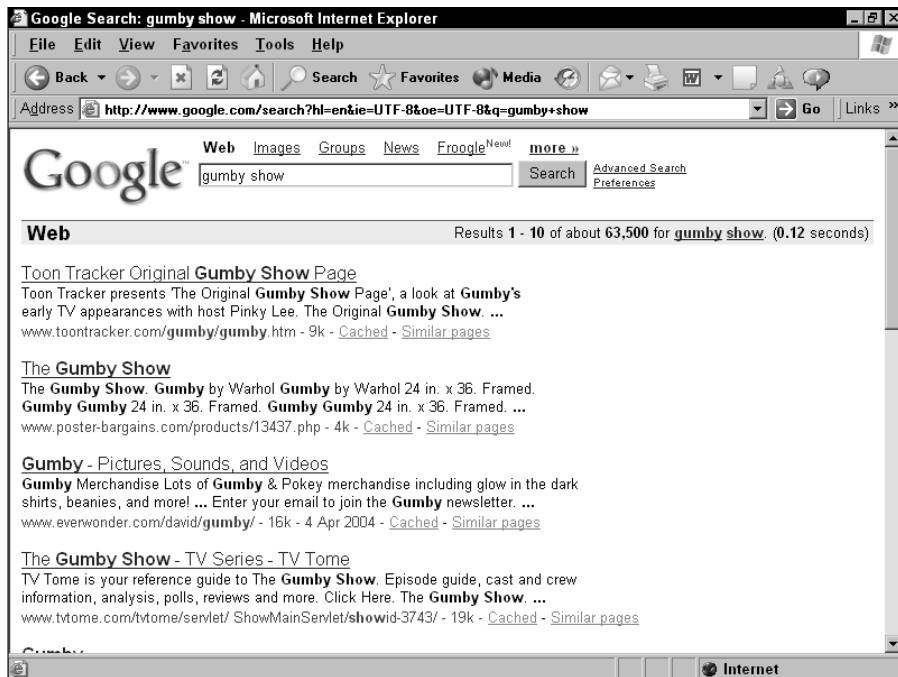 Google Search: gumby show - Microsoft Internet Explorer
File Edit View Favorites Tools Help
Back Search Favorites Media
Address http://www.google.com/search?hl=en&ie=UTF-8&oe=UTF-8&q=gumby+show Go Links »
Web Images Groups News Froogle New! more »
Google™
gumby show Search Advanced Search
Preferences
Web Results 1 - 10 of about 63,500 for gumby show. (0.12 seconds)
Toon Tracker Original Gumby Show Page
Toon Tracker presents 'The Original Gumby Show Page', a look at Gumby's
early TV appearances with host Pinky Lee. The Original Gumby Show. ...
www.toontracker.com/gumby/gumby.htm - 9k - Cached - Similar pages
The Gumby Show
The Gumby Show. Gumby by Warhol Gumby by Warhol 24 in. x 36. Framed.
Gumby Gumby 24 in. x 36. Framed. Gumby Gumby 24 in. x 36. Framed. ...
www.poster-bargains.com/products/13437.php - 4k - Cached - Similar pages
Gumby - Pictures, Sounds, and Videos
Gumby Merchandise Lots of Gumby & Pokey merchandise including glow in the dark
shirts, beanies, and more! ... Enter your email to join the Gumby newsletter. ...
www.everwonder.com/david/gumby/ - 16k - 4 Apr 2004 - Cached - Similar pages
The Gumby Show - TV Series - TV Tome
TV Tome is your reference guide to The Gumby Show. Episode guide, cast and crew
information, analysis, polls, reviews and more. Click Here. The Gumby Show. ...
www.tvtome.com/tvtome/servlet/ ShowMainServlet/showid-3743/ - 19k - Cached - Similar pages
Gumby
Internet